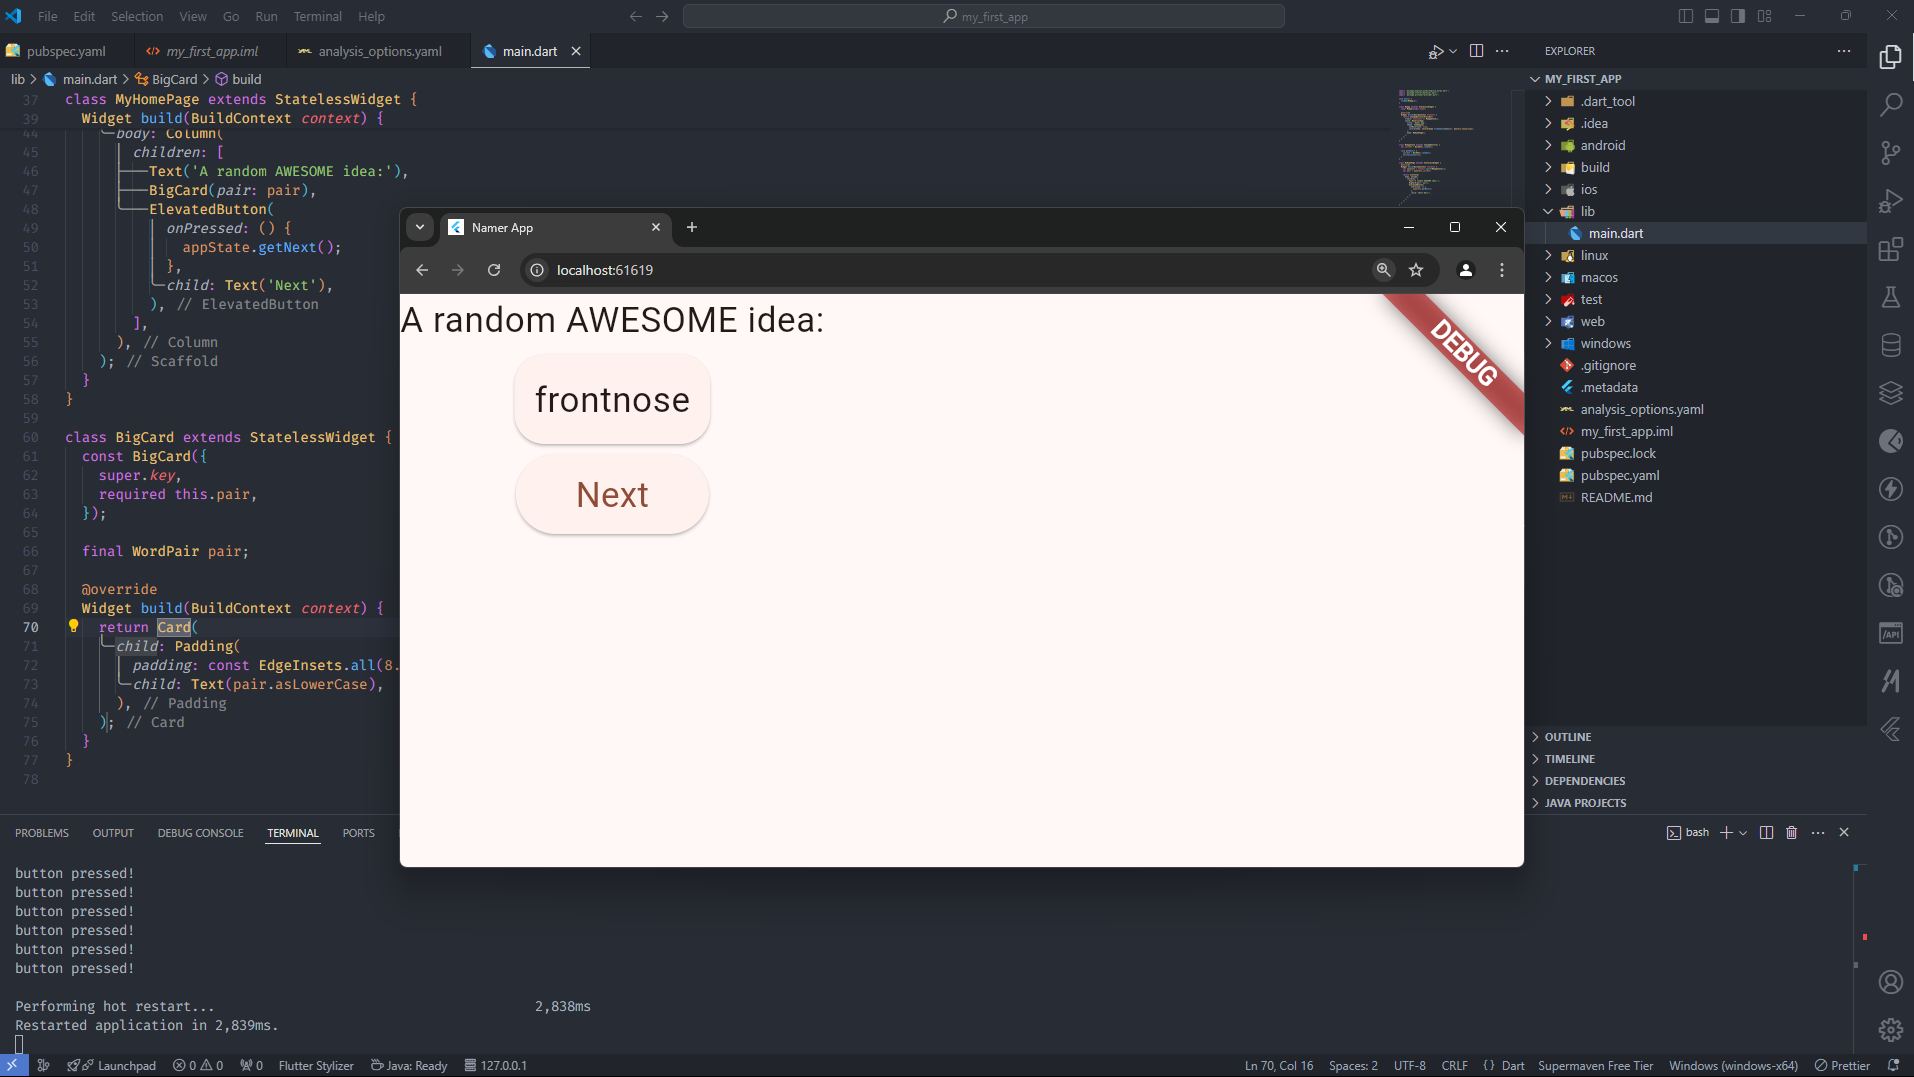 File Edit Selection View Go Run Terminal Help
my_first_app
pubspec.yaml my_first_app.iml analysis_options.yaml main.dart
lib > main.dart > BigCard > build
37 class MyHomePage extends StatelessWidget {
39 Widget build(BuildContext context) {
44 body: Column(
45 children: [
46 Text('A random AWESOME idea:'),
47 BigCard(pair: pair),
48 ElevatedButton(
49 onPressed: () {
50 appState.getNext();
51 },
52 child: Text('Next'),
53 ), // ElevatedButton
54 ],
55 ), // Column
56 ); // Scaffold
57 }
58 }
59
60 class BigCard extends StatelessWidget {
61 const BigCard({
62 super.key,
63 required this.pair,
64 });
65
66 final WordPair pair;
67
68 @override
69 Widget build(BuildContext context) {
70 return Card(
71 child: Padding(
72 padding: const EdgeInsets.all(8.
73 child: Text(pair.asLowerCase),
74 ), // Padding
75 ); // Card
76 }
77 }
78
Namer App
localhost:61619
A random AWESOME idea:
frontnose
Next
DEBUG
EXPLORER
MY_FIRST_APP
.dart_tool
.idea
android
build
ios
lib
main.dart
linux
macos
test
web
windows
.gitignore
.metadata
analysis_options.yaml
my_first_app.iml
pubspec.lock
pubspec.yaml
README.md
OUTLINE
TIMELINE
DEPENDENCIES
JAVA PROJECTS
PROBLEMS OUTPUT DEBUG CONSOLE TERMINAL PORTS
bash
button pressed!
button pressed!
button pressed!
button pressed!
button pressed!
button pressed!
Performing hot restart... 2,838ms
Restarted application in 2,839ms.
Launchpad 0 0 0 Flutter Stylizer Java: Ready 127.0.0.1
Ln 70, Col 16 Spaces: 2 UTF-8 CRLF {} Dart Supermaven Free Tier Windows (windows-x64) Prettier